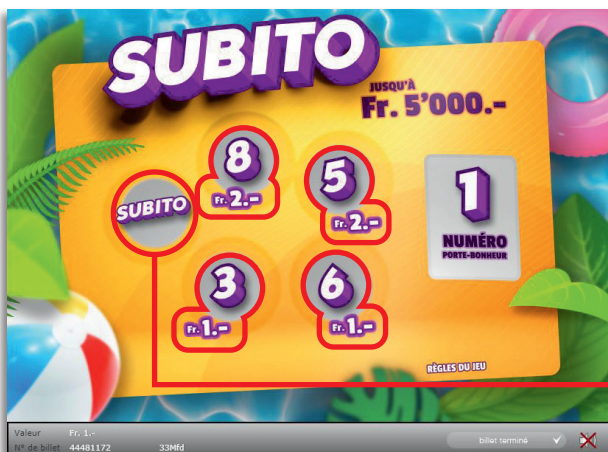 SUBITO
JUSQU'À
Fr. 5'000.-
8
Fr. 2.-
5
Fr. 2.-
SUBITO
1
NUMÉRO
PORTE-BONHEUR
3
Fr. 1.-
6
Fr. 1.-
RÈGLES DU JEU
Valeur Fr. 1.-
N° de billet 44481172 33Mfd
billet terminé